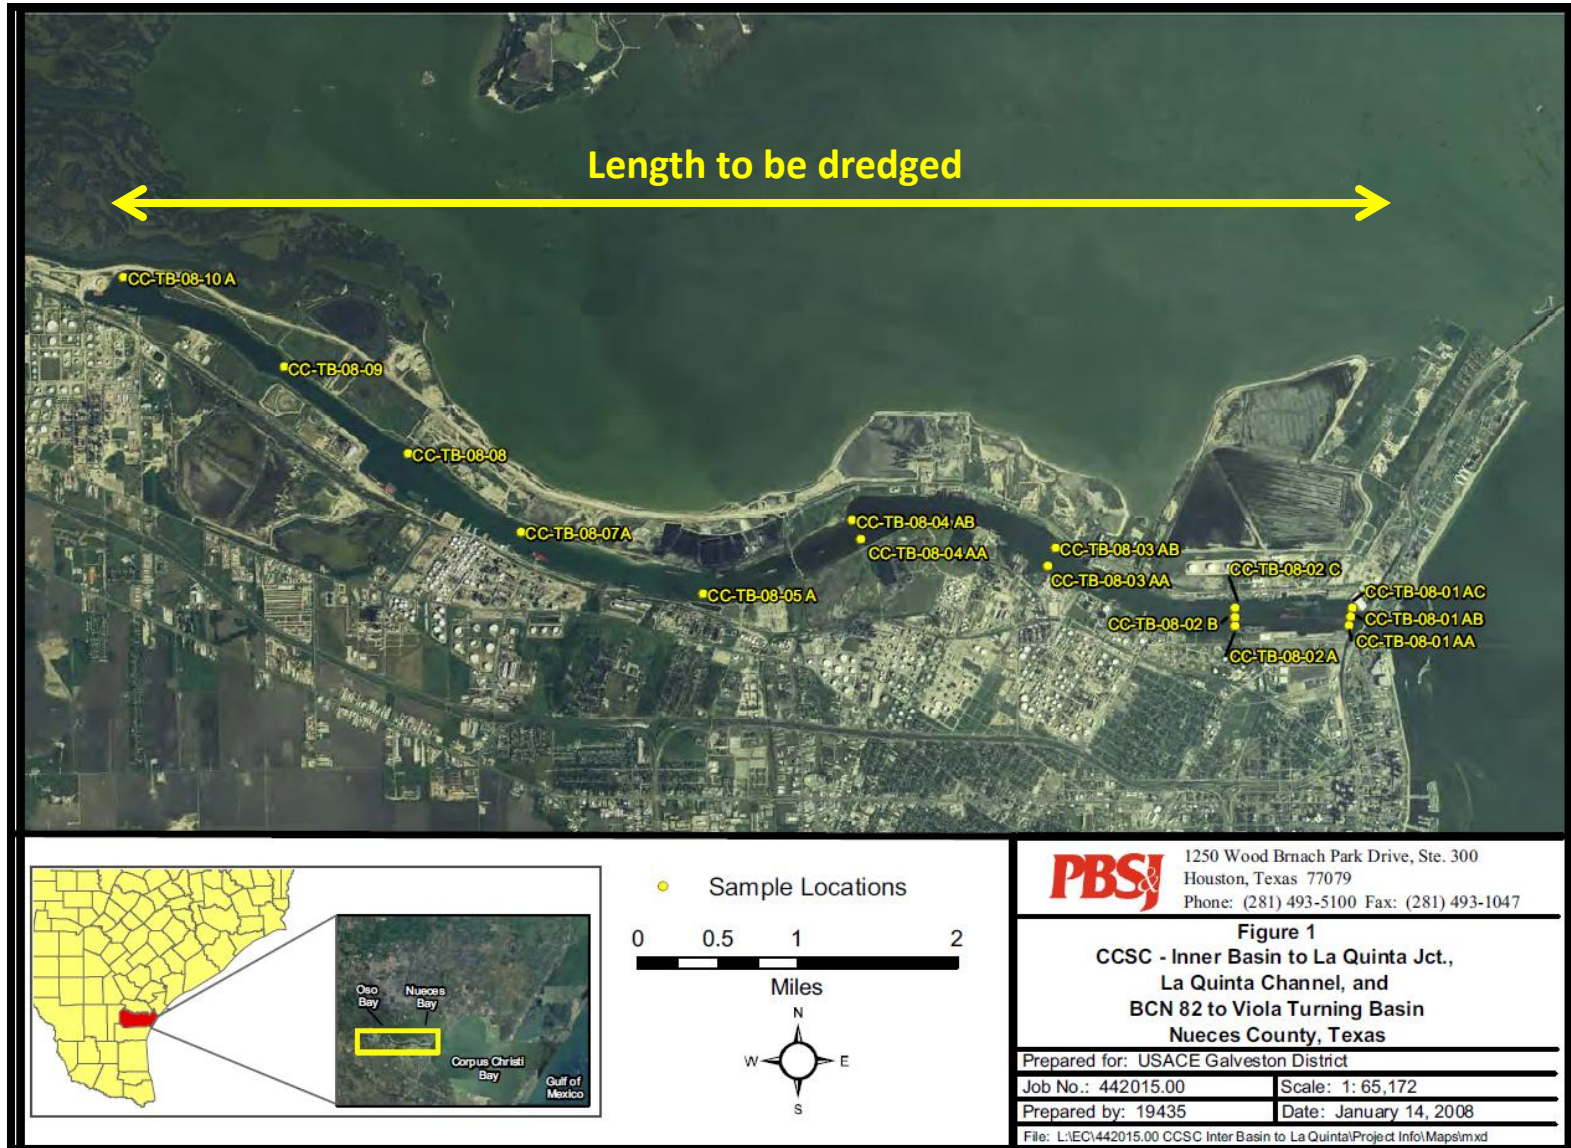 Length to be dredged
CC-TB-08-10 A
CC-TB-08-09
CC-TB-08-08
CC-TB-08-07A
CC-TB-08-05 A
CC-TB-08-04 AB
CC-TB-08-04 AA
CC-TB-08-03 AB
CC-TB-08-03 AA
CC-TB-08-02 C
CC-TB-08-02 B
CC-TB-08-02 A
CC-TB-08-01 AC
CC-TB-08-01 AB
CC-TB-08-01 AA
Oso
Bay
Nueces
Bay
Corpus Christi
Bay
Gulf of
Mexico
Sample Locations
0 0.5 1 2
Miles
N
W E
S
PBS&J
1250 Wood Brnach Park Drive, Ste. 300
Houston, Texas 77079
Phone: (281) 493-5100 Fax: (281) 493-1047
Figure 1
CCSC - Inner Basin to La Quinta Jct.,
La Quinta Channel, and
BCN 82 to Viola Turning Basin
Nueces County, Texas
Prepared for: USACE Galveston District
Job No.: 442015.00 Scale: 1: 65,172
Prepared by: 19435 Date: January 14, 2008
File: L:\EC\442015.00 CCSC Inter Basin to La Quinta\Project Info\Maps\mxd